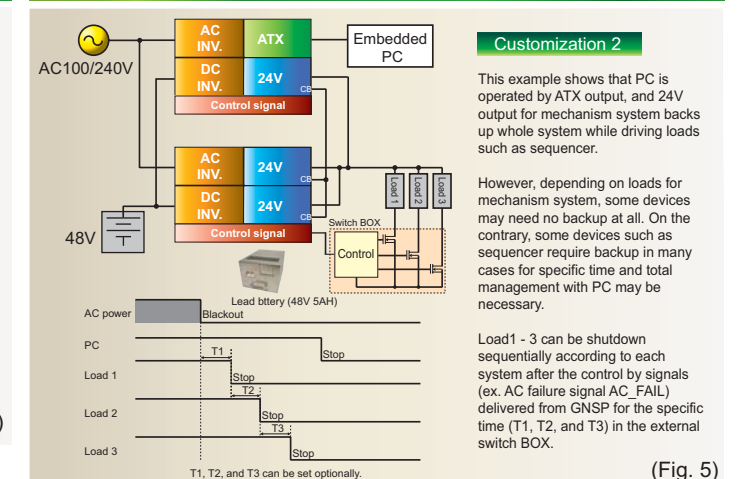 AC100/240V
AC INV.
ATX
DC INV.
24V
CB
Control signal
Embedded PC
AC INV.
24V
CB
DC INV.
24V
CB
Control signal
48V
Load 1
Load 2
Load 3
Switch BOX
Control
Lead bttery (48V 5AH)
AC power
Blackout
PC
Stop
T1
Load 1
Stop
T2
Load 2
Stop
T3
Load 3
Stop
T1, T2, and T3 can be set optionally.
Customization 2
This example shows that PC is
operated by ATX output, and 24V
output for mechanism system backs
up whole system while driving loads
such as sequencer.
However, depending on loads for
mechanism system, some devices
may need no backup at all. On the
contrary, some devices such as
sequencer require backup in many
cases for specific time and total
management with PC may be
necessary.
Load1 - 3 can be shutdown
sequentially according to each
system after the control by signals
(ex. AC failure signal AC_FAIL)
delivered from GNSP for the specific
time (T1, T2, and T3) in the external
switch BOX.
(Fig. 5)
)